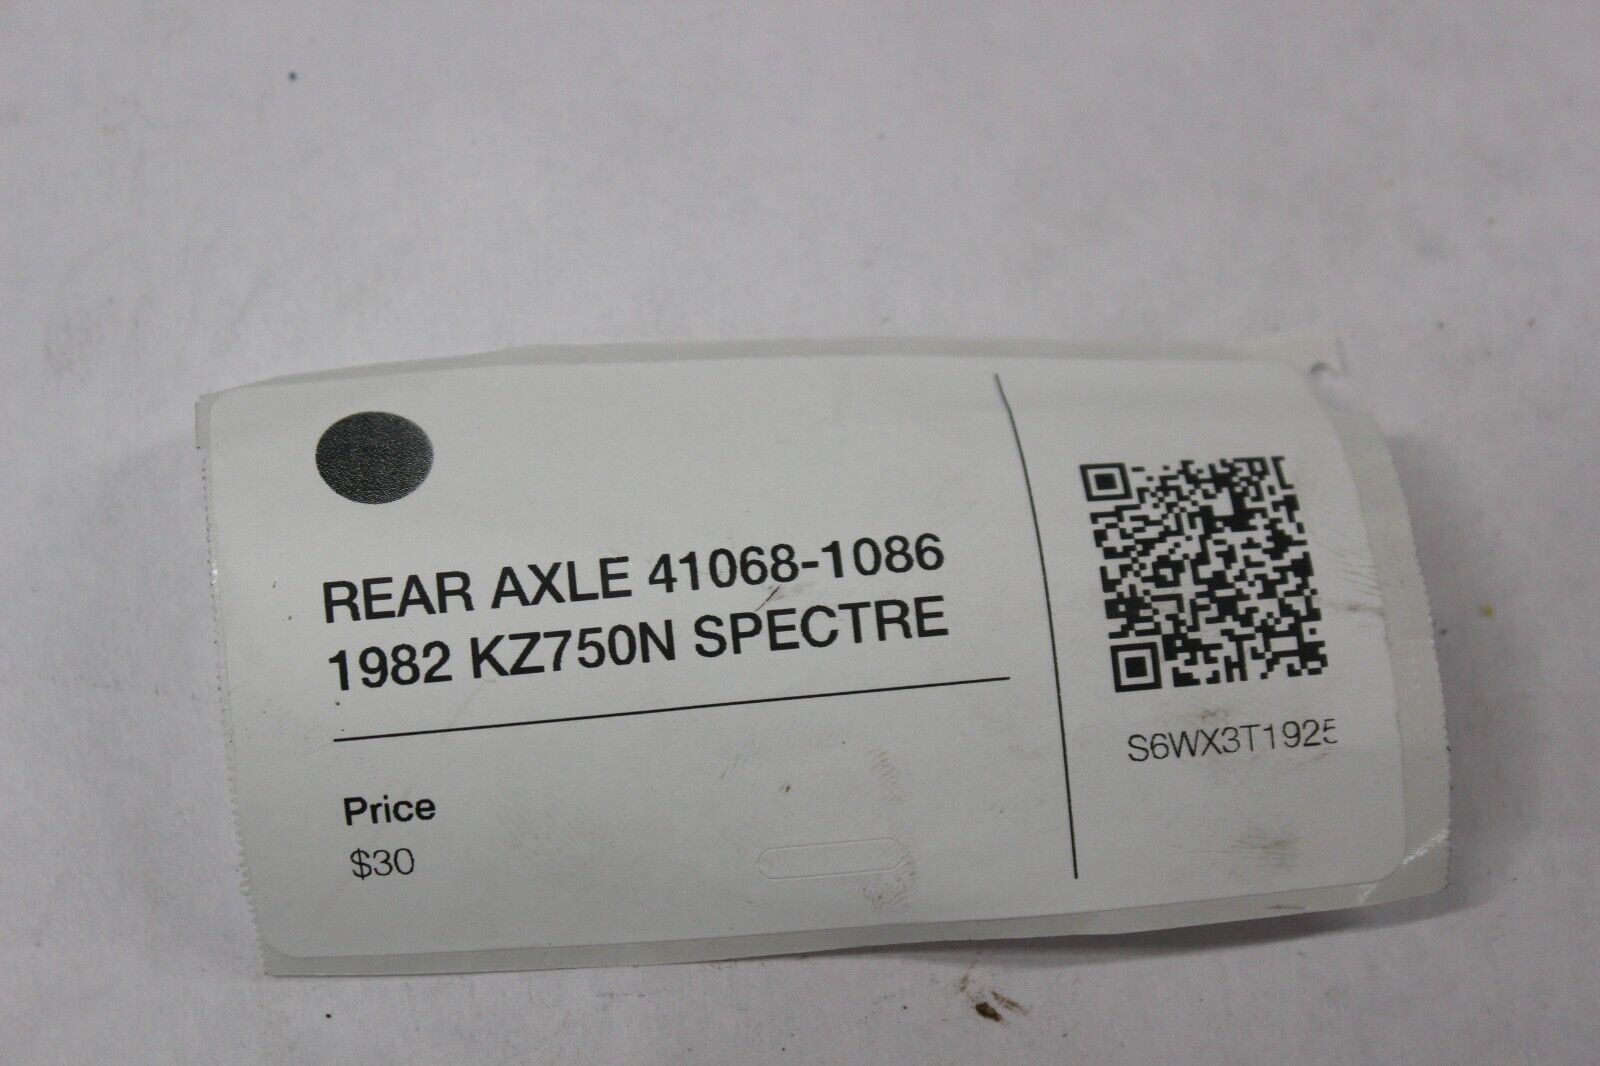 REAR AXLE 41068-1086
1982 KZ750N SPECTRE
Price
$30
S6WX3T1925